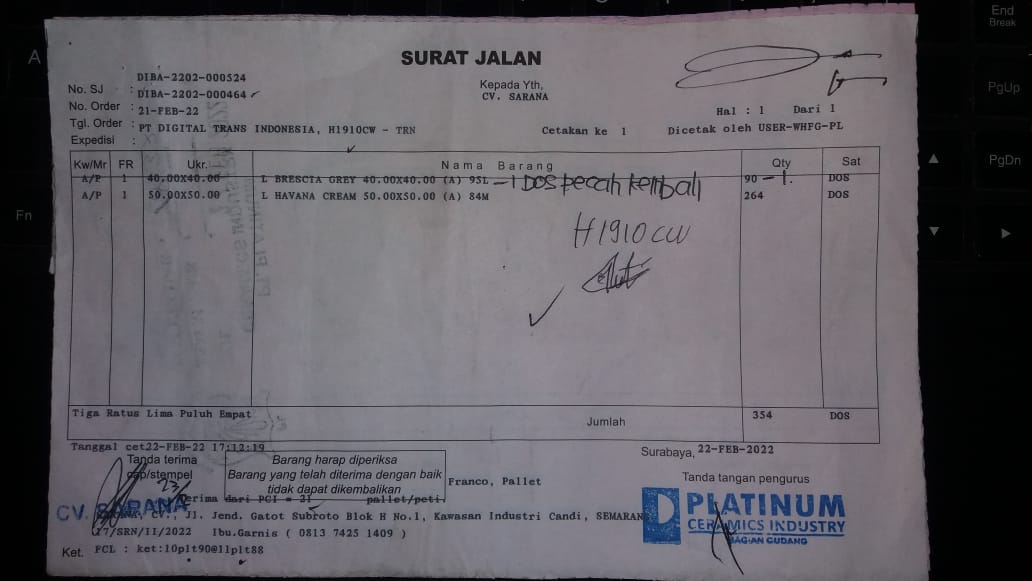 SURAT JALAN
No. SJ : DIBA-2202-000524
No. Order : DIBA-2202-000464
Tgl. Order : 21-FEB-22
Expedisi : PT DIGITAL TRANS INDONESIA, H1910CW - TRN
Kepada Yth,
CV. SARANA
Hal : 1 Dari 1
Cetakan ke 1 Dicetak oleh USER-WHFG-PL
Kw/Mr FR Ukr. Nama Barang Qty Sat
A/P 1 40.00X40.00 L BRESCIA GREY 40.00X40.00 (A) 95L - 1 DOS pecah kembali 90 - 1. DOS
A/P 1 50.00X50.00 L HAVANA CREAM 50.00X50.00 (A) 84M 264 DOS
H1910CW
Tiga Ratus Lima Puluh Empat Jumlah 354 DOS
Tanggal cet22-FEB-22 17:12:19
Surabaya, 22-FEB-2022
Tanda terima
cap/stempel
Barang harap diperiksa
Barang yang telah diterima dengan baik
tidak dapat dikembalikan
Franco, Pallet
Tanda tangan pengurus
23/
terima dari PCI = 21 pallet/peti.
CV. SARANA
CV., Jl. Jend. Gatot Subroto Blok H No.1, Kawasan Industri Candi, SEMARANG
/SRN/II/2022 Ibu.Garnis ( 0813 7425 1409 )
PLATINUM
CERAMICS INDUSTRY
BAGIAN GUDANG
Ket. FCL : ket:10plt90@11plt88
A
Fn
End
Break
PgUp
PgDn